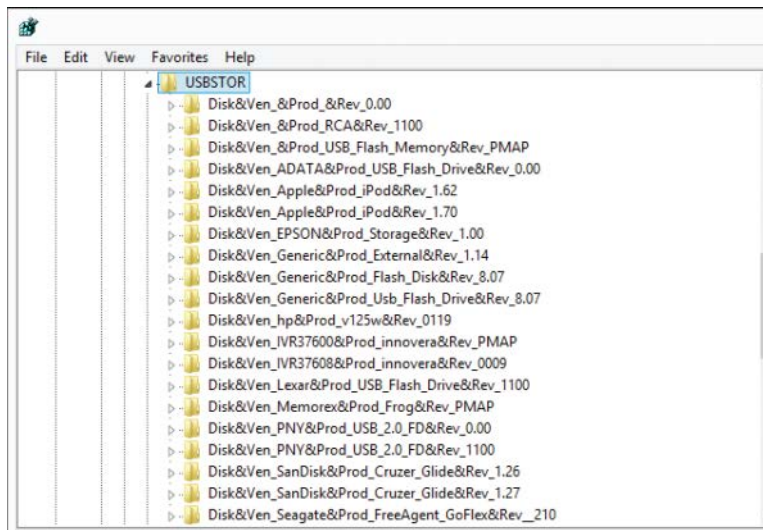 File Edit View Favorites Help
USBSTOR
Disk&Ven_&Prod_&Rev_0.00
Disk&Ven_&Prod_RCA&Rev_1100
Disk&Ven_&Prod_USB_Flash_Memory&Rev_PMAP
Disk&Ven_ADATA&Prod_USB_Flash_Drive&Rev_0.00
Disk&Ven_Apple&Prod_iPod&Rev_1.62
Disk&Ven_Apple&Prod_iPod&Rev_1.70
Disk&Ven_EPSON&Prod_Storage&Rev_1.00
Disk&Ven_Generic&Prod_External&Rev_1.14
Disk&Ven_Generic&Prod_Flash_Disk&Rev_8.07
Disk&Ven_Generic&Prod_Usb_Flash_Drive&Rev_8.07
Disk&Ven_hp&Prod_v125w&Rev_0119
Disk&Ven_IVR37600&Prod_innovera&Rev_PMAP
Disk&Ven_IVR37608&Prod_innovera&Rev_0009
Disk&Ven_Lexar&Prod_USB_Flash_Drive&Rev_1100
Disk&Ven_Memorex&Prod_Frog&Rev_PMAP
Disk&Ven_PNY&Prod_USB_2.0_FD&Rev_0.00
Disk&Ven_PNY&Prod_USB_2.0_FD&Rev_1100
Disk&Ven_SanDisk&Prod_Cruzer_Glide&Rev_1.26
Disk&Ven_SanDisk&Prod_Cruzer_Glide&Rev_1.27
Disk&Ven_Seagate&Prod_FreeAgent_GoFlex&Rev__210